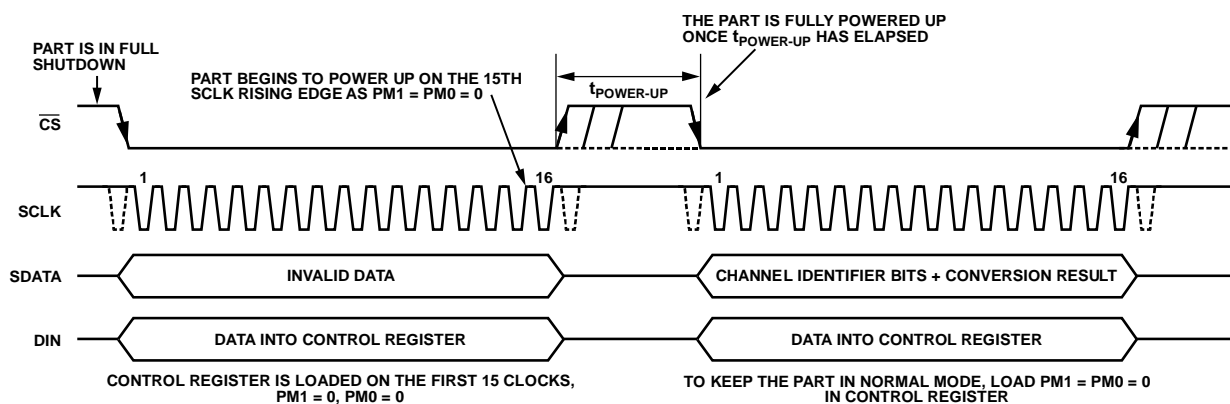 THE PART IS FULLY POWERED UP
ONCE tPOWER-UP HAS ELAPSED
PART IS IN FULL
SHUTDOWN
PART BEGINS TO POWER UP ON THE 15TH
SCLK RISING EDGE AS PM1 = PM0 = 0
tPOWER-UP
CS
1 16 1 16
SCLK
SDATA INVALID DATA CHANNEL IDENTIFIER BITS + CONVERSION RESULT
DIN DATA INTO CONTROL REGISTER DATA INTO CONTROL REGISTER
CONTROL REGISTER IS LOADED ON THE FIRST 15 CLOCKS,
PM1 = 0, PM0 = 0
TO KEEP THE PART IN NORMAL MODE, LOAD PM1 = PM0 = 0
IN CONTROL REGISTER